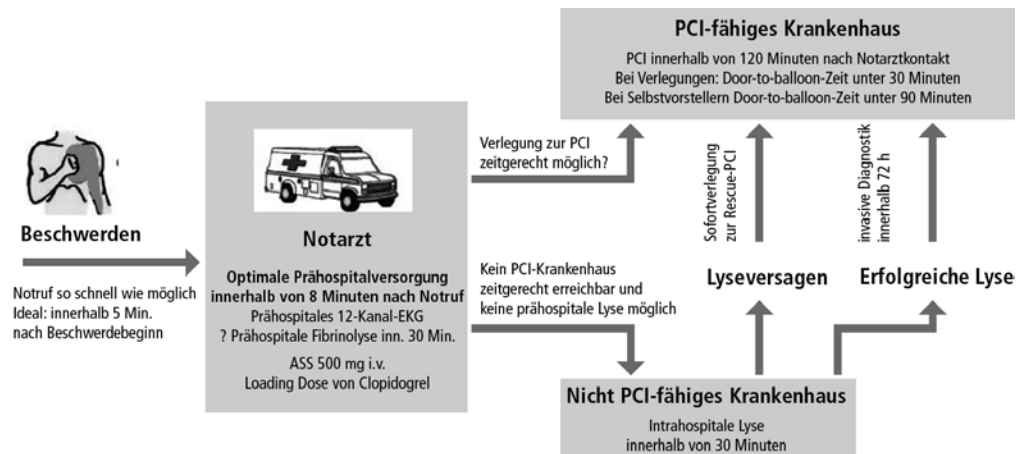 PCI-fähiges Krankenhaus
PCI innerhalb von 120 Minuten nach Notarztkontakt
Bei Verlegungen: Door-to-balloon-Zeit unter 30 Minuten
Bei Selbstvorstellern Door-to-balloon-Zeit unter 90 Minuten
Beschwerden
Notruf so schnell wie möglich
Ideal: innerhalb 5 Min.
nach Beschwerdebeginn
Notarzt
Optimale Prähospitalversorgung
innerhalb von 8 Minuten nach Notruf
Prähospitales 12-Kanal-EKG
? Prähospitale Fibrinolyse inn. 30 Min.
ASS 500 mg i.v.
Loading Dose von Clopidogrel
Verlegung zur PCI
zeitgerecht möglich?
Kein PCI-Krankenhaus
zeitgerecht erreichbar und
keine prähospitale Lyse möglich
Sofortverlegung
zur Rescue-PCI
invasive Diagnostik
innerhalb 72 h
Lyseversagen
Erfolgreiche Lyse
Nicht PCI-fähiges Krankenhaus
Intrahospitale Lyse
innerhalb von 30 Minuten